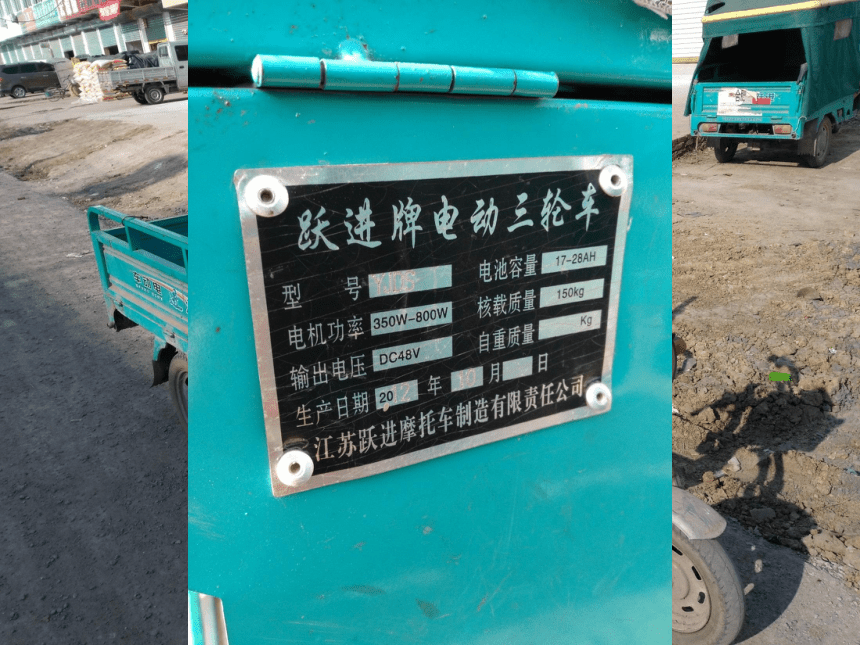 跃进牌电动三轮车
型 号
电池容量 17-28AH
电机功率 350W-800W
核载质量 150kg
输出电压 DC48V
自重质量 Kg
生产日期 20 2 年 10 月 日
江苏跃进摩托车制造有限责任公司